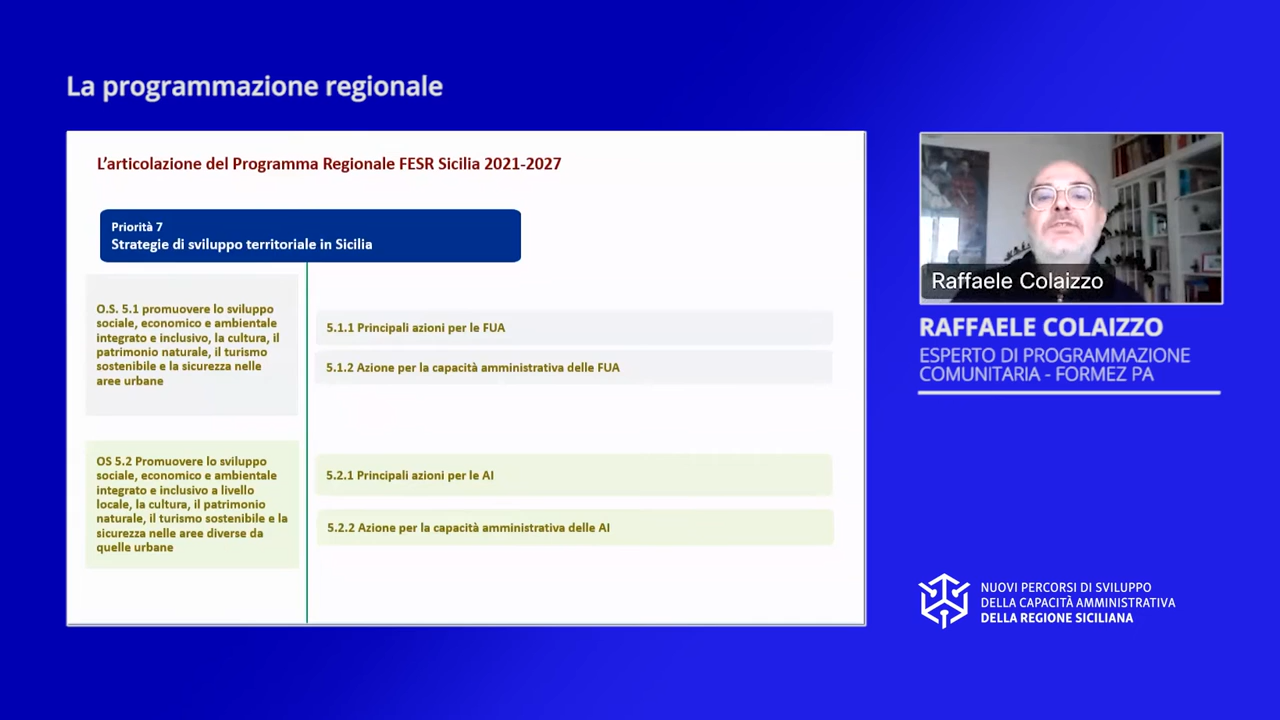 La programmazione regionale
L'articolazione del Programma Regionale FESR Sicilia 2021-2027
Priorità 7
Strategie di sviluppo territoriale in Sicilia
O.S. 5.1 promuovere lo sviluppo
sociale, economico e ambientale
integrato e inclusivo, la cultura, il
patrimonio naturale, il turismo
sostenibile e la sicurezza nelle
aree urbane
5.1.1 Principali azioni per le FUA
5.1.2 Azione per la capacità amministrativa delle FUA
OS 5.2 Promuovere lo sviluppo
sociale, economico e ambientale
integrato e inclusivo a livello
locale, la cultura, il patrimonio
naturale, il turismo sostenibile e la
sicurezza nelle aree diverse da
quelle urbane
5.2.1 Principali azioni per le AI
5.2.2 Azione per la capacità amministrativa delle AI
Raffaele Colaizzo
RAFFAELE COLAIZZO
ESPERTO DI PROGRAMMAZIONE
COMUNITARIA - FORMEZ PA
NUOVI PERCORSI DI SVILUPPO
DELLA CAPACITÀ AMMINISTRATIVA
DELLA REGIONE SICILIANA